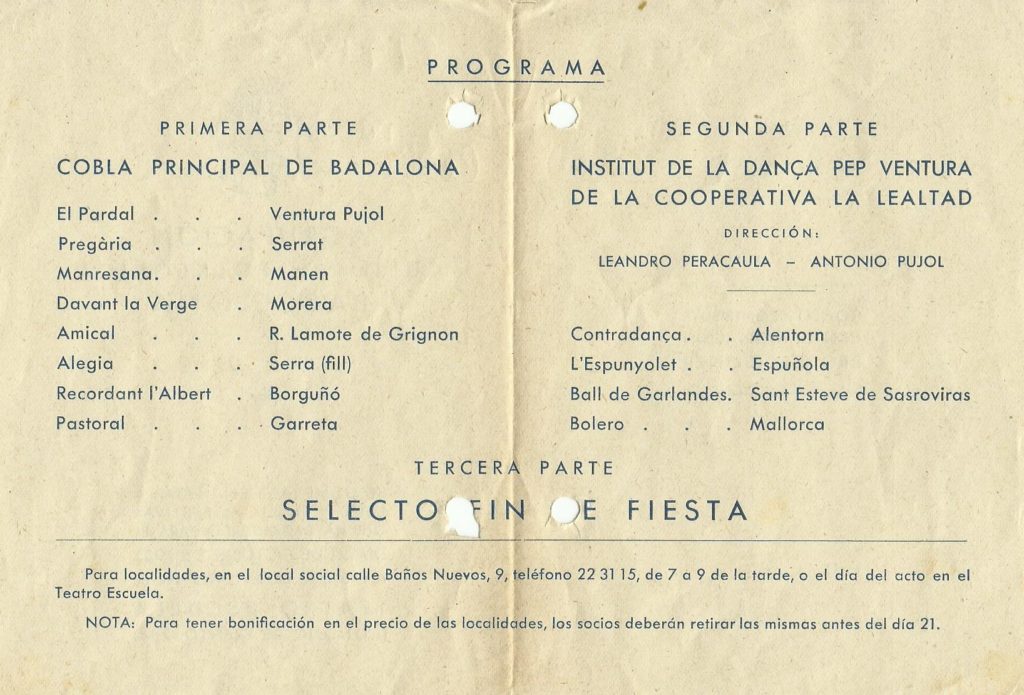 PROGRAMA
PRIMERA PARTE
COBLA PRINCIPAL DE BADALONA
El Pardal . . . Ventura Pujol
Pregària . . . Serrat
Manresana. . . Manen
Davant la Verge . Morera
Amical . . . R. Lamote de Grignon
Alegia . . . Serra (fill)
Recordant l'Albert . Borguñó
Pastoral . . . Garreta
SEGUNDA PARTE
INSTITUT DE LA DANÇA PEP VENTURA
DE LA COOPERATIVA LA LEALTAD
DIRECCIÓN:
LEANDRO PERACAULA – ANTONIO PUJOL
Contradança . . Alentorn
L'Espunyolet . . Espuñola
Ball de Garlandes. Sant Esteve de Sasroviras
Bolero . . . Mallorca
TERCERA PARTE
SELECTO FIN E FIESTA
Para localidades, en el local social calle Baños Nuevos, 9, teléfono 22 31 15, de 7 a 9 de la tarde, o el día del acto en el
Teatro Escuela.
NOTA: Para tener bonificación en el precio de las localidades, los socios deberán retirar las mismas antes del día 21.